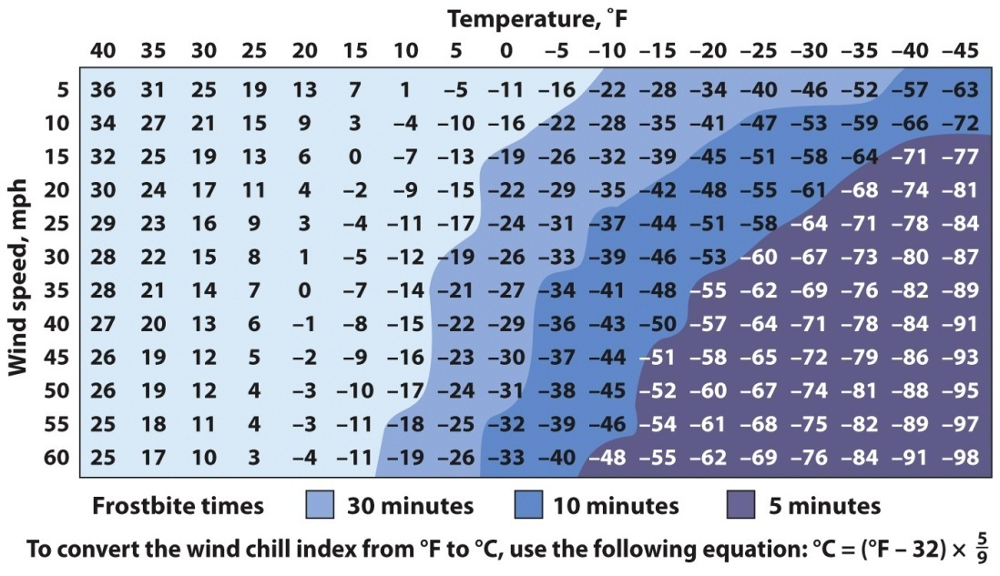 Temperature, °F
40 35 30 25 20 15 10 5 0 –5 –10 –15 –20 –25 –30 –35 –40 –45
Wind speed, mph
5 36 31 25 19 13 7 1 –5 –11 –16 –22 –28 –34 –40 –46 –52 –57 –63
10 34 27 21 15 9 3 –4 –10 –16 –22 –28 –35 –41 –47 –53 –59 –66 –72
15 32 25 19 13 6 0 –7 –13 –19 –26 –32 –39 –45 –51 –58 –64 –71 –77
20 30 24 17 11 4 –2 –9 –15 –22 –29 –35 –42 –48 –55 –61 –68 –74 –81
25 29 23 16 9 3 –4 –11 –17 –24 –31 –37 –44 –51 –58 –64 –71 –78 –84
30 28 22 15 8 1 –5 –12 –19 –26 –33 –39 –46 –53 –60 –67 –73 –80 –87
35 28 21 14 7 0 –7 –14 –21 –27 –34 –41 –48 –55 –62 –69 –76 –82 –89
40 27 20 13 6 –1 –8 –15 –22 –29 –36 –43 –50 –57 –64 –71 –78 –84 –91
45 26 19 12 5 –2 –9 –16 –23 –30 –37 –44 –51 –58 –65 –72 –79 –86 –93
50 26 19 12 4 –3 –10 –17 –24 –31 –38 –45 –52 –60 –67 –74 –81 –88 –95
55 25 18 11 4 –3 –11 –18 –25 –32 –39 –46 –54 –61 –68 –75 –82 –89 –97
60 25 17 10 3 –4 –11 –19 –26 –33 –40 –48 –55 –62 –69 –76 –84 –91 –98
Frostbite times 30 minutes 10 minutes 5 minutes
To convert the wind chill index from °F to °C, use the following equation: °C = (°F – 32) × 5/9